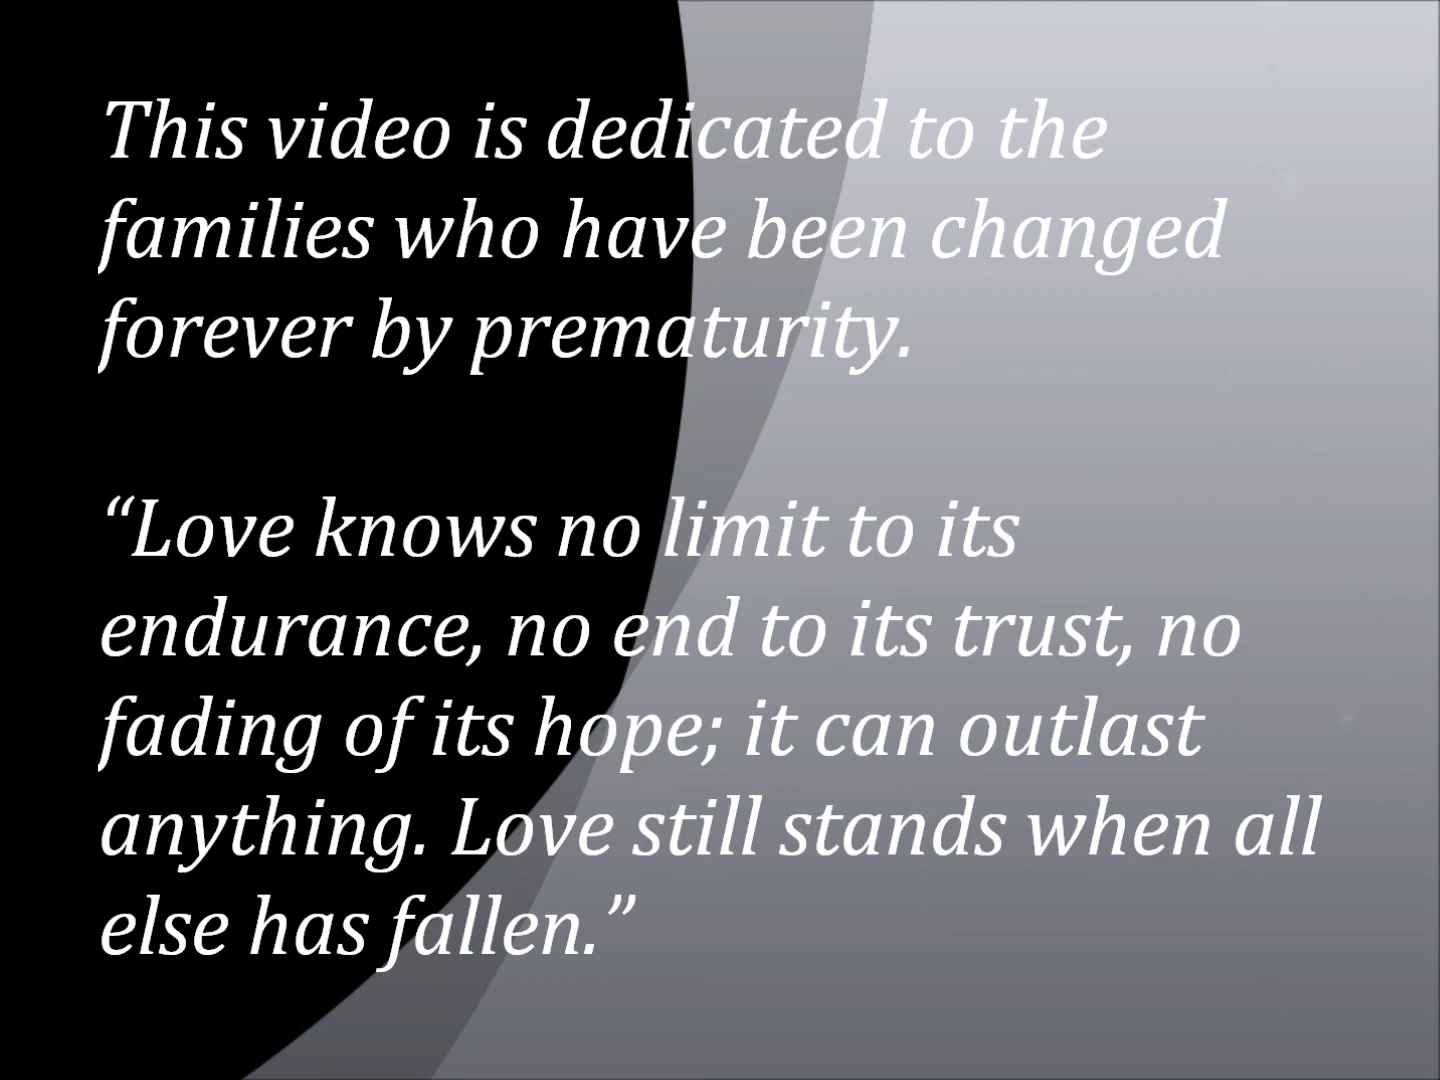 This video is dedicated to the
families who have been changed
forever by prematurity.
“Love knows no limit to its
endurance, no end to its trust, no
fading of its hope; it can outlast
anything. Love still stands when all
else has fallen.”